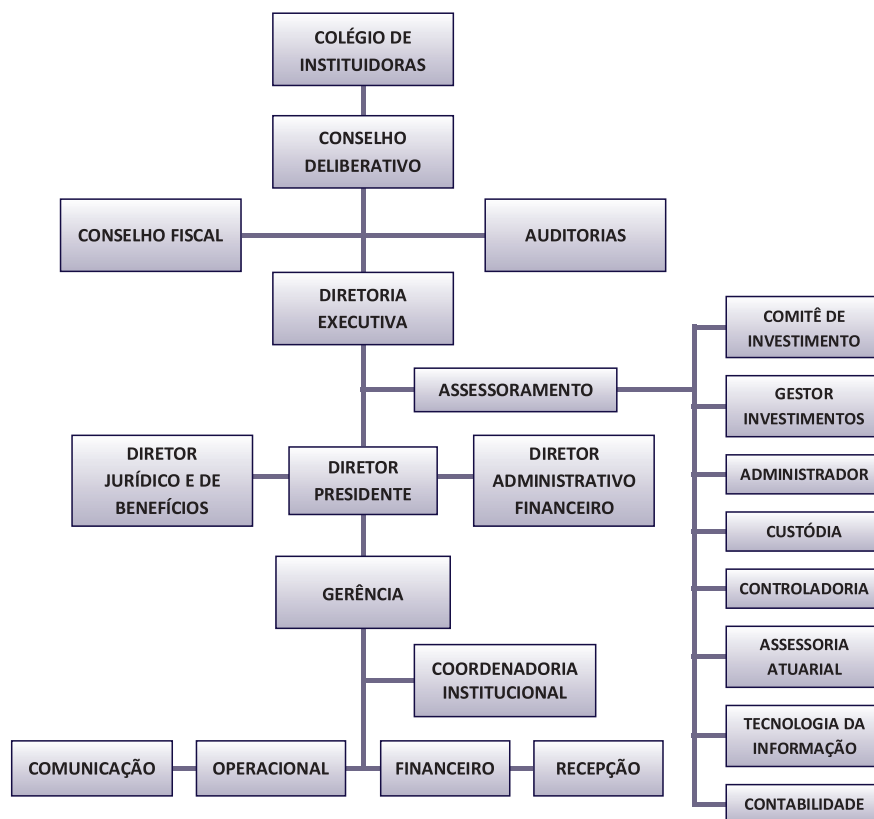 COLÉGIO DE
INSTITUIDORAS
CONSELHO
DELIBERATIVO
CONSELHO FISCAL
AUDITORIAS
DIRETORIA
EXECUTIVA
ASSESSORAMENTO
COMITÊ DE
INVESTIMENTO
GESTOR
INVESTIMENTOS
ADMINISTRADOR
CUSTÓDIA
CONTROLADORIA
ASSESSORIA
ATUARIAL
TECNOLOGIA DA
INFORMAÇÃO
CONTABILIDADE
DIRETOR
JURÍDICO E DE
BENEFÍCIOS
DIRETOR
PRESIDENTE
DIRETOR
ADMINISTRATIVO
FINANCEIRO
GERÊNCIA
COORDENADORIA
INSTITUCIONAL
COMUNICAÇÃO
OPERACIONAL
FINANCEIRO
RECEPÇÃO